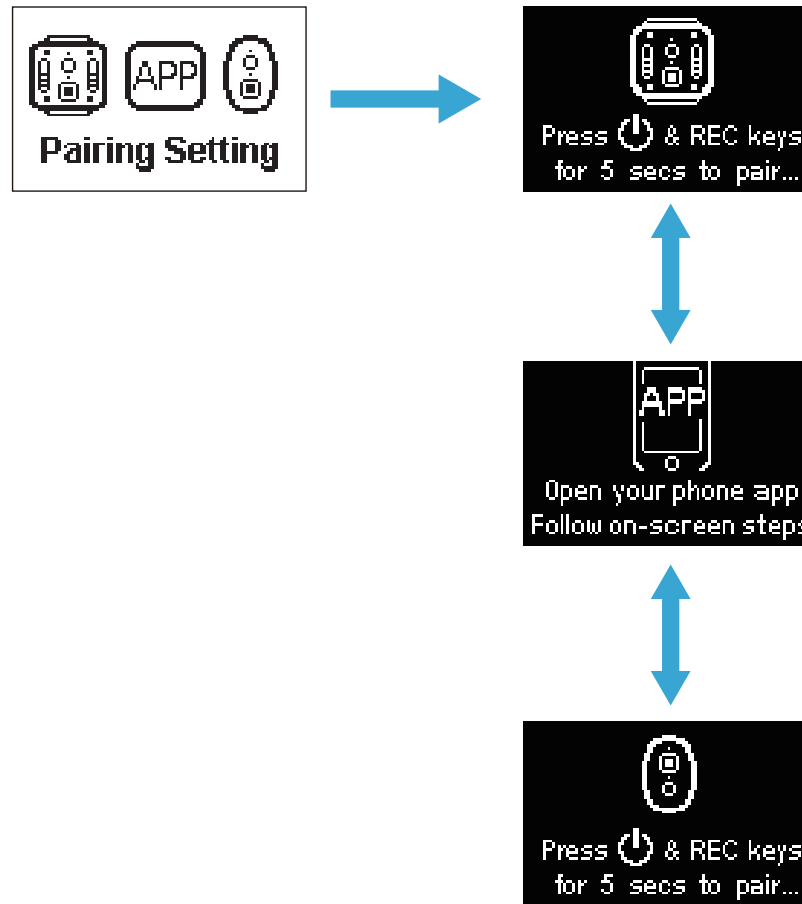 APP
Pairing Setting
Press & REC keys
for 5 secs to pair...
APP
Open your phone app
Follow on-screen steps
Press & REC keys
for 5 secs to pair...